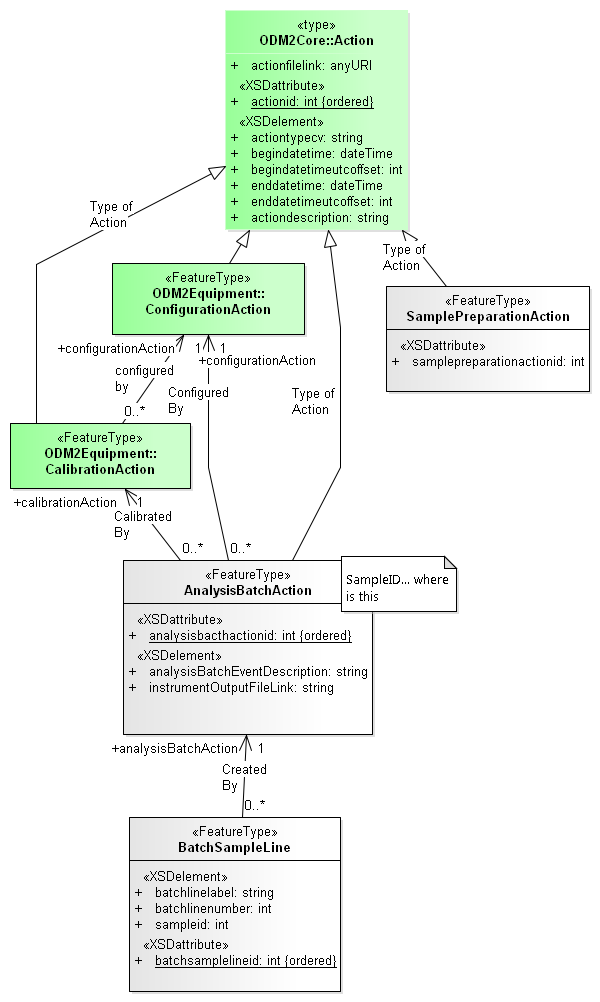 «type»
ODM2Core::Action
+ actionfilelink: anyURI
«XSDattribute»
+ actionid: int {ordered}
«XSDelement»
+ actiontypecv: string
+ begindatetime: dateTime
+ begindatetimeutcoffset: int
+ enddatetime: dateTime
+ enddatetimeutcoffset: int
+ actiondescription: string
Type of
Action
Type of
Action
«FeatureType»
ODM2Equipment::
ConfigurationAction
«FeatureType»
SamplePreparationAction
«XSDattribute»
+ samplepreparationactionid: int
+configurationAction 1
1
+configurationAction
configured
by
0..*
Configured
By
Type of
Action
«FeatureType»
ODM2Equipment::
CalibrationAction
+calibrationAction 1
Calibrated
By
0..*
0..*
«FeatureType»
AnalysisBatchAction
SampleID... where
is this
«XSDattribute»
+ analysisbacthactionid: int {ordered}
«XSDelement»
+ analysisBatchEventDescription: string
+ instrumentOutputFileLink: string
+analysisBatchAction 1
Created
By
0..*
«FeatureType»
BatchSampleLine
«XSDelement»
+ batchlinelabel: string
+ batchlinenumber: int
+ sampleid: int
«XSDattribute»
+ batchsamplelineid: int {ordered}